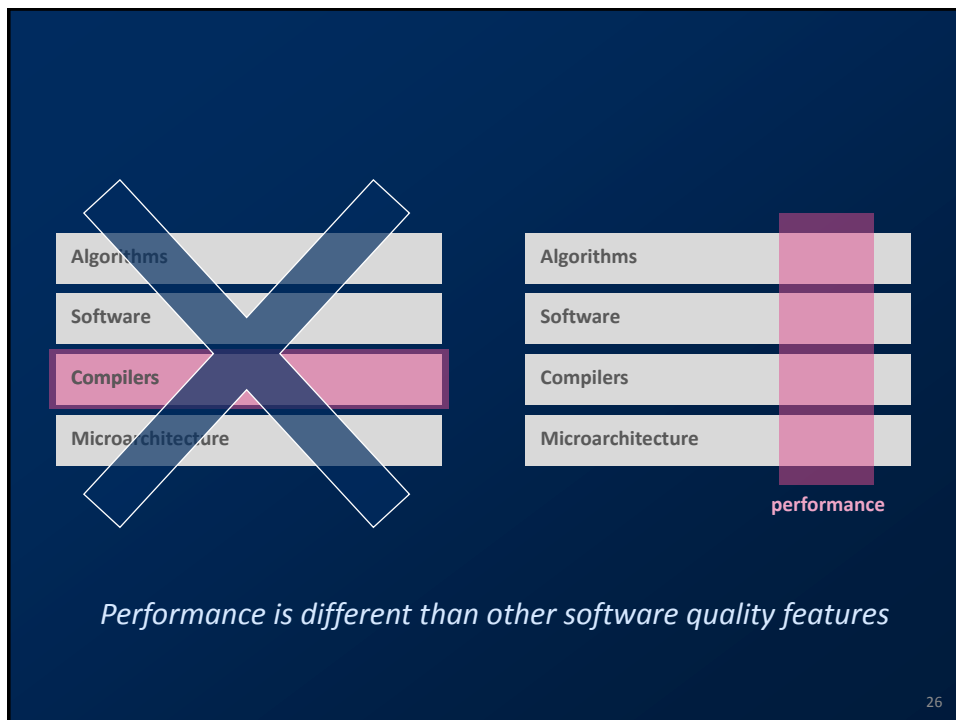 Algorithms
Software
Compilers
Microarchitecture
Algorithms
Software
Compilers
Microarchitecture
performance
Performance is different than other software quality features
26